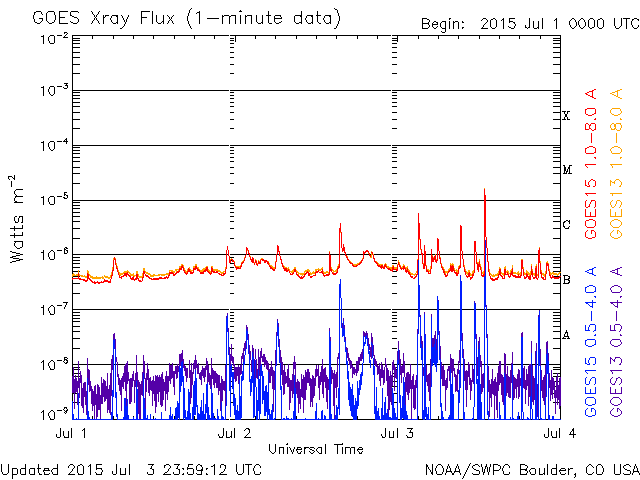 GOES Xray Flux (1-minute data)
Begin: 2015 Jul 1 0000 UTC
10-2
10-3
10-4
10-5
10-6
10-7
10-8
10-9
Watts m-2
X
M
C
B
A
GOES15 1.0-8.0 A
GOES13 1.0-8.0 A
GOES15 0.5-4.0 A
GOES13 0.5-4.0 A
Jul 1
Jul 2
Jul 3
Jul 4
Universal Time
Updated 2015 Jul 3 23:59:12 UTC
NOAA/SWPC Boulder, CO USA